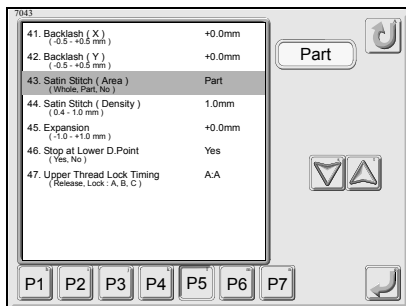 7043
41. Backlash ( X ) +0.0mm
( -0.5 - +0.5 mm )
42. Backlash ( Y ) +0.0mm
( -0.5 - +0.5 mm )
43. Satin Stitch ( Area ) Part
( Whole, Part, No )
44. Satin Stitch ( Density ) 1.0mm
( 0.4 - 1.0 mm )
45. Expansion +0.0mm
( -1.0 - +1.0 mm )
46. Stop at Lower D.Point Yes
( Yes, No )
47. Upper Thread Lock Timing A:A
( Release, Lock : A, B, C )
Part
P1 P2 P3 P4 P5 P6 P7